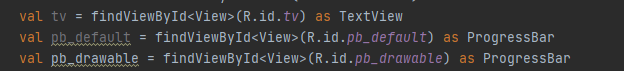 val tv = findViewById<View>(R.id.tv) as TextView
val pb_default = findViewById<View>(R.id.pb_default) as ProgressBar
val pb_drawable = findViewById<View>(R.id.pb_drawable) as ProgressBar